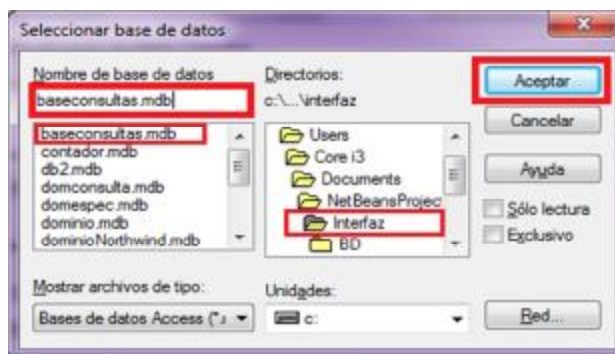 Seleccionar base de datos
Nombre de base de datos
baseconsultas.mdb
baseconsultas.mdb
contador.mdb
db2.mdb
domconsulta.mdb
domespec.mdb
dominio.mdb
dominioNorthwind.mdb
Mostrar archivos de tipo:
Bases de datos Access (*.
Directorios:
c:\...\interfaz
Users
Core i3
Documents
NetBeansProjec
Interfaz
BD
Unidades:
c:
Aceptar
Cancelar
Ayuda
Sólo lectura
Exclusivo
Red...